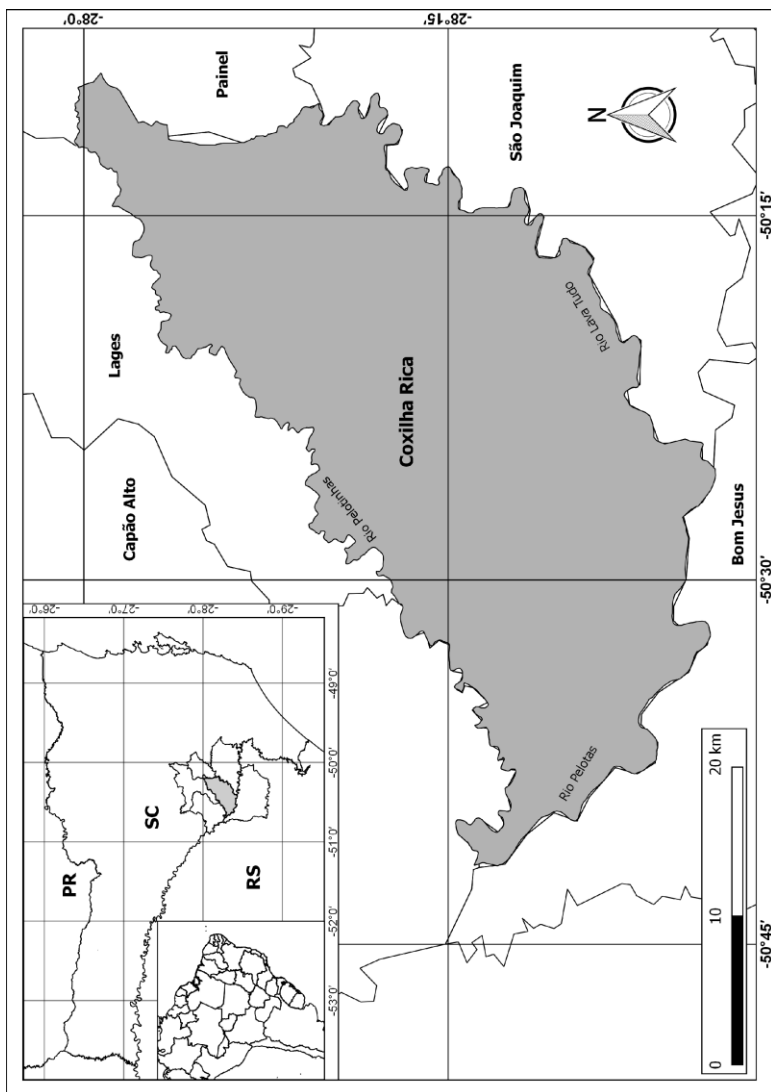 -26°0'
PR
-27°0'
SC
-28°0'
RS
-29°0'
-53°0'
-52°0'
-51°0'
-50°0'
-49°0'
-28°0'
Capão Alto
Lages
Painel
Rio Pelotinhas
Coxilha Rica
-28°15'
São Joaquim
Rio Pelotas
Rio Lava Tudo
N
Bom Jesus
0 10 20 km
-50°45'
-50°30'
-50°15'